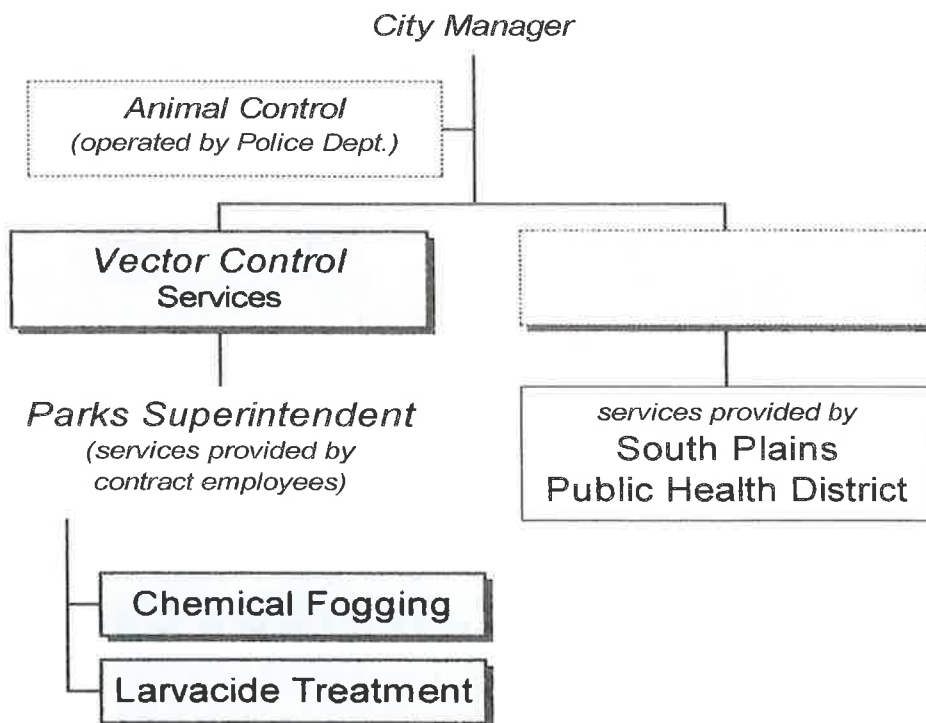 City Manager
Animal Control
(operated by Police Dept.)
Vector Control
Services
Parks Superintendent
(services provided by
contract employees)
services provided by
South Plains
Public Health District
Chemical Fogging
Larvacide Treatment